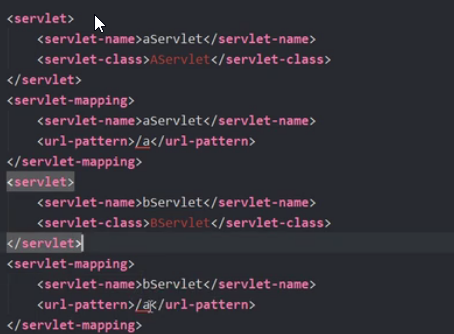 <servlet>
<servlet-name>aServlet</servlet-name>
<servlet-class>AServlet</servlet-class>
</servlet>
<servlet-mapping>
<servlet-name>aServlet</servlet-name>
<url-pattern>/a</url-pattern>
</servlet-mapping>
<servlet>
<servlet-name>bServlet</servlet-name>
<servlet-class>BServlet</servlet-class>
</servlet>
<servlet-mapping>
<servlet-name>bServlet</servlet-name>
<url-pattern>/a</url-pattern>
</servlet-mapping>